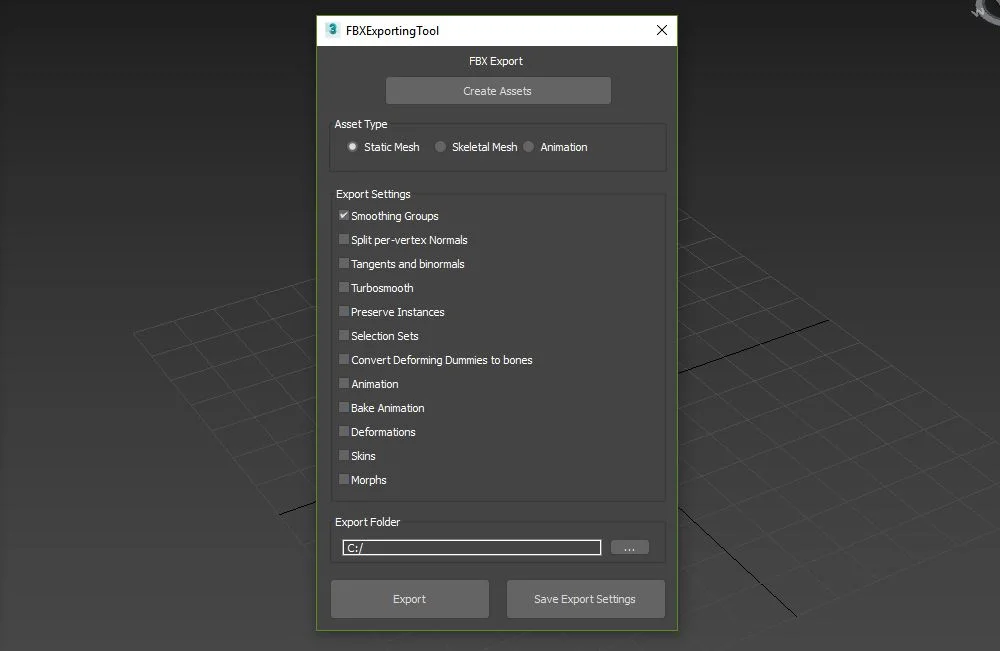 3 FBXExportingTool
FBX Export
Create Assets
Asset Type
Static Mesh Skeletal Mesh Animation
Export Settings
Smoothing Groups
Split per-vertex Normals
Tangents and binormals
Turbosmooth
Preserve Instances
Selection Sets
Convert Deforming Dummies to bones
Animation
Bake Animation
Deformations
Skins
Morphs
Export Folder
C:/ ...
Export Save Export Settings
W